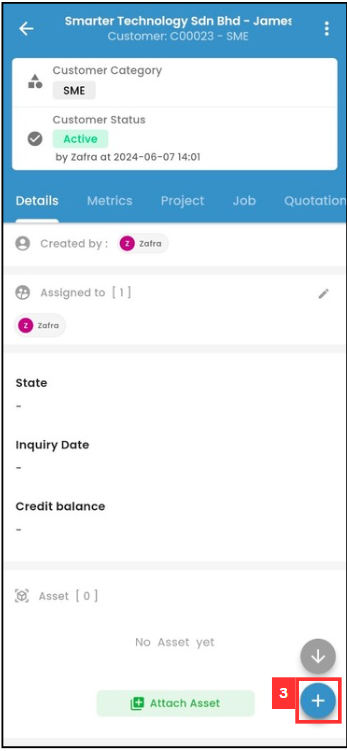 Smarter Technology Sdn Bhd - James
Customer: C00023 - SME
Customer Category
SME
Customer Status
Active
by Zafra at 2024-06-07 14:01
Details Metrics Project Job Quotation
Created by : Z Zafra
Assigned to [ 1 ]
Z Zafra
State
-
Inquiry Date
-
Credit balance
-
Asset [ 0 ]
No Asset yet
Attach Asset
3